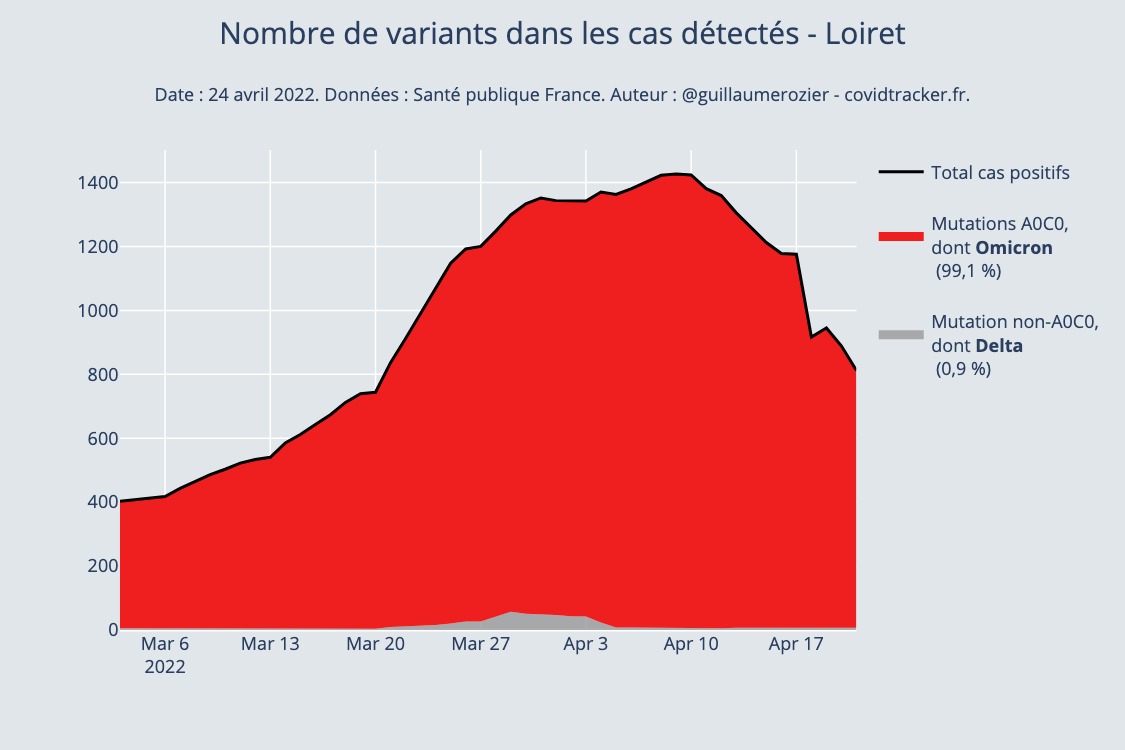 Nombre de variants dans les cas détectés - Loiret
Date : 24 avril 2022. Données : Santé publique France. Auteur : @guillaumerozier - covidtracker.fr.
1400
1200
1000
800
600
400
200
0
Mar 6
2022
Mar 13
Mar 20
Mar 27
Apr 3
Apr 10
Apr 17
Total cas positifs
Mutations A0C0,
dont Omicron
(99,1 %)
Mutation non-A0C0,
dont Delta
(0,9 %)